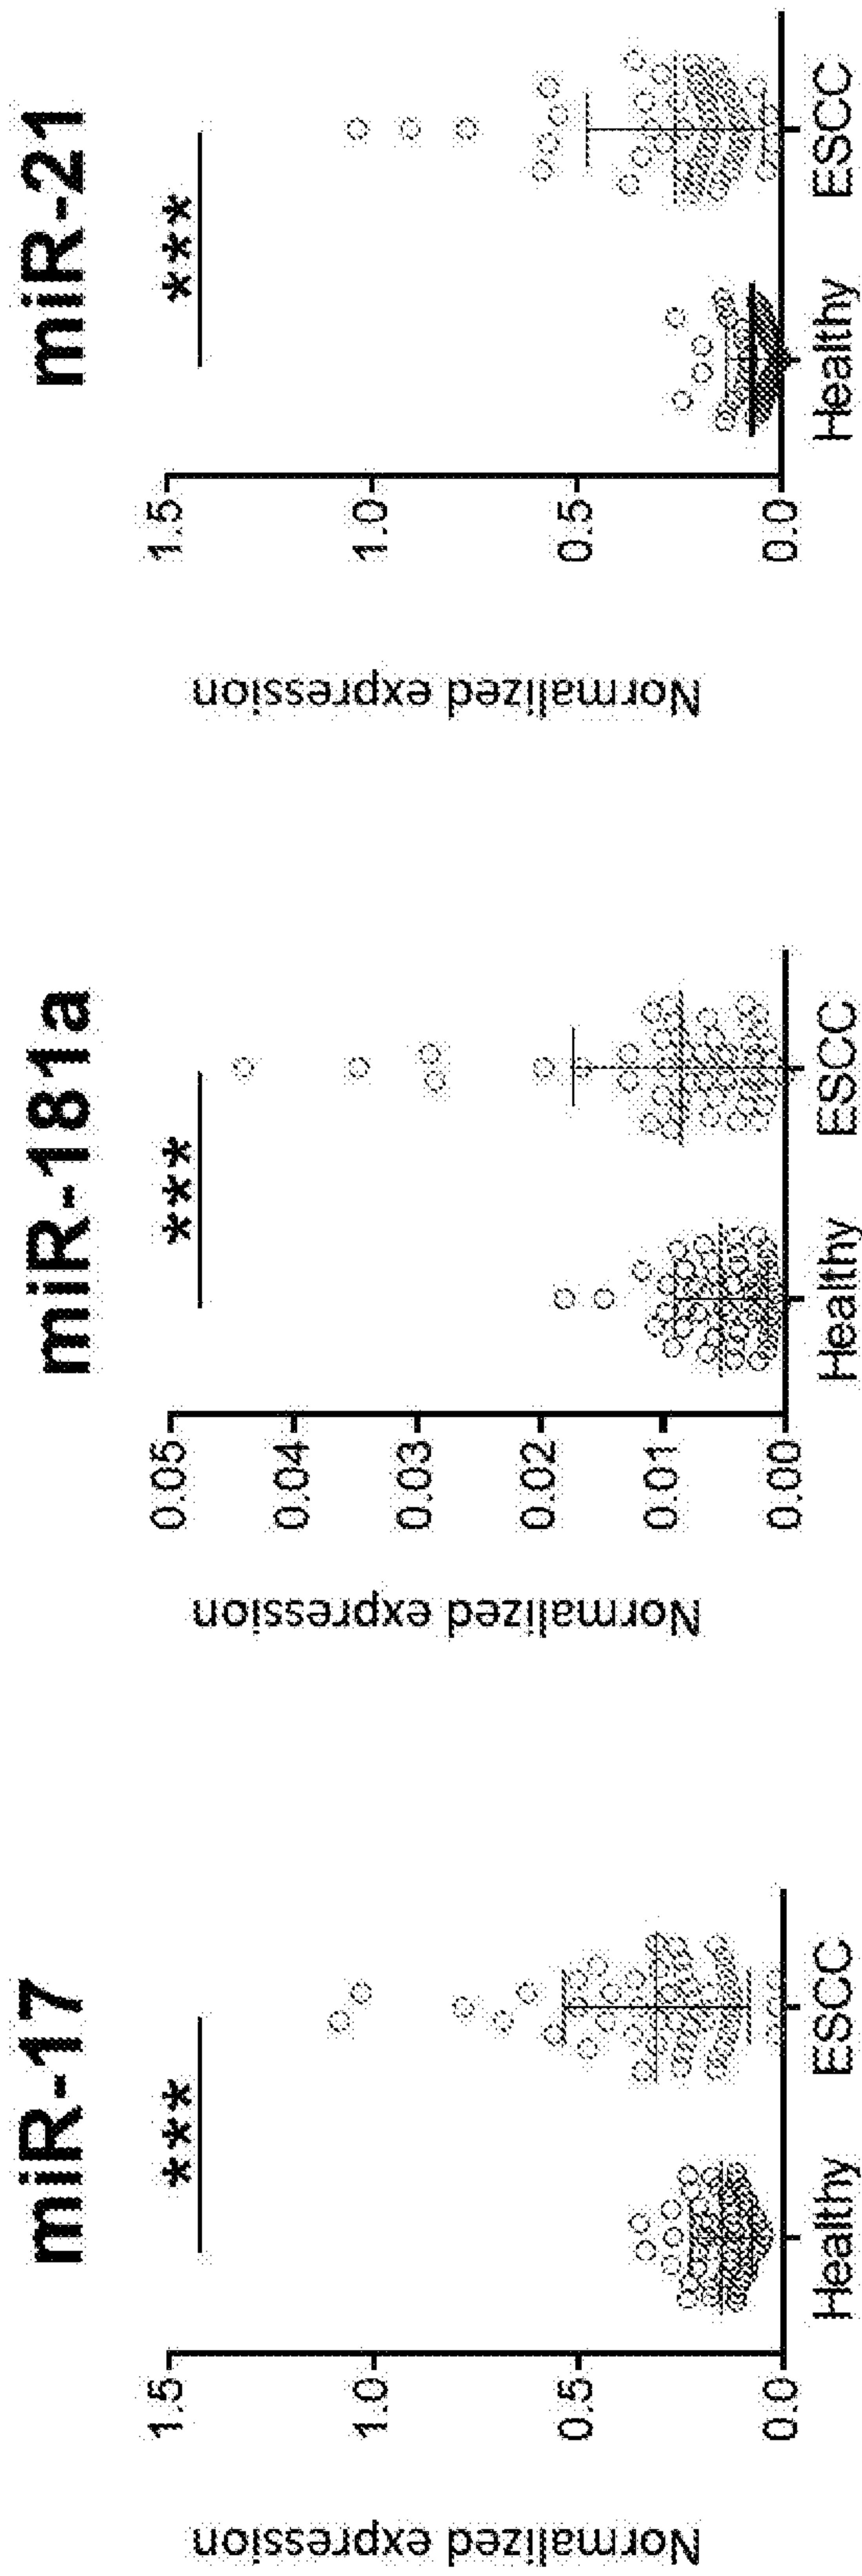 miR-17
Normalized expression
1.5
1.0
0.5
0.0
***
Healthy
ESCC
miR-181a
Normalized expression
0.05
0.04
0.03
0.02
0.01
0.00
***
Healthy
ESCC
miR-21
Normalized expression
1.5
1.0
0.5
0.0
***
Healthy
ESCC